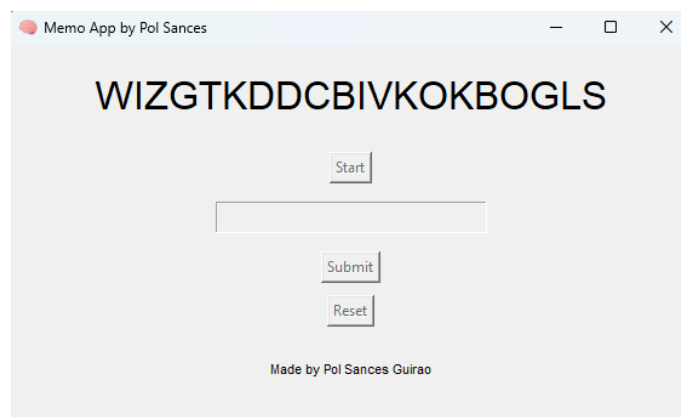 Memo App by Pol Sances
WIZGTKDDCBIVKOKBOGLS
Start
Submit
Reset
Made by Pol Sances Guirao